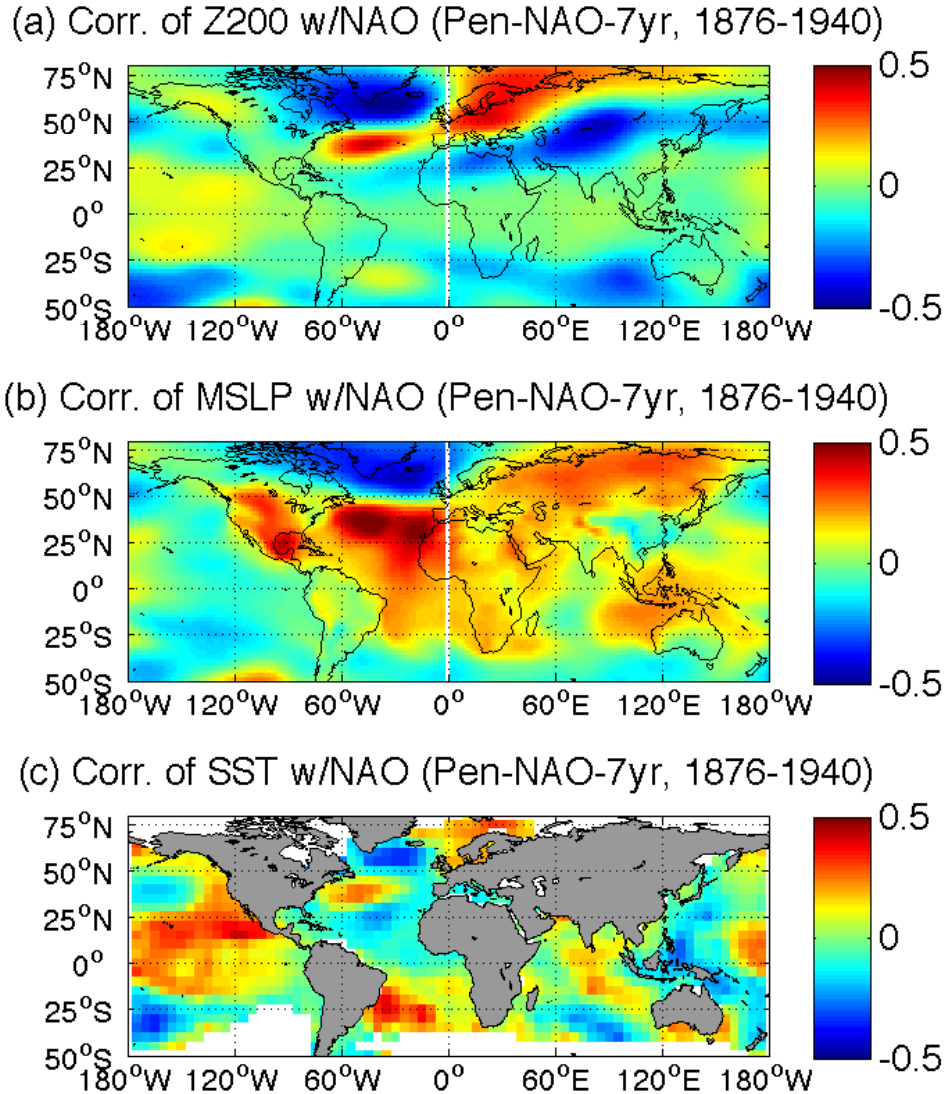 (a) Corr. of Z200 w/NAO (Pen-NAO-7yr, 1876-1940)
75°N
50°N
25°N
0°
25°S
50°S
180°W 120°W 60°W 0° 60°E 120°E 180°W
0.5
0
-0.5
(b) Corr. of MSLP w/NAO (Pen-NAO-7yr, 1876-1940)
75°N
50°N
25°N
0°
25°S
50°S
180°W 120°W 60°W 0° 60°E 120°E 180°W
0.5
0
-0.5
(c) Corr. of SST w/NAO (Pen-NAO-7yr, 1876-1940)
75°N
50°N
25°N
0°
25°S
50°S
180°W 120°W 60°W 0° 60°E 120°E 180°W
0.5
0
-0.5